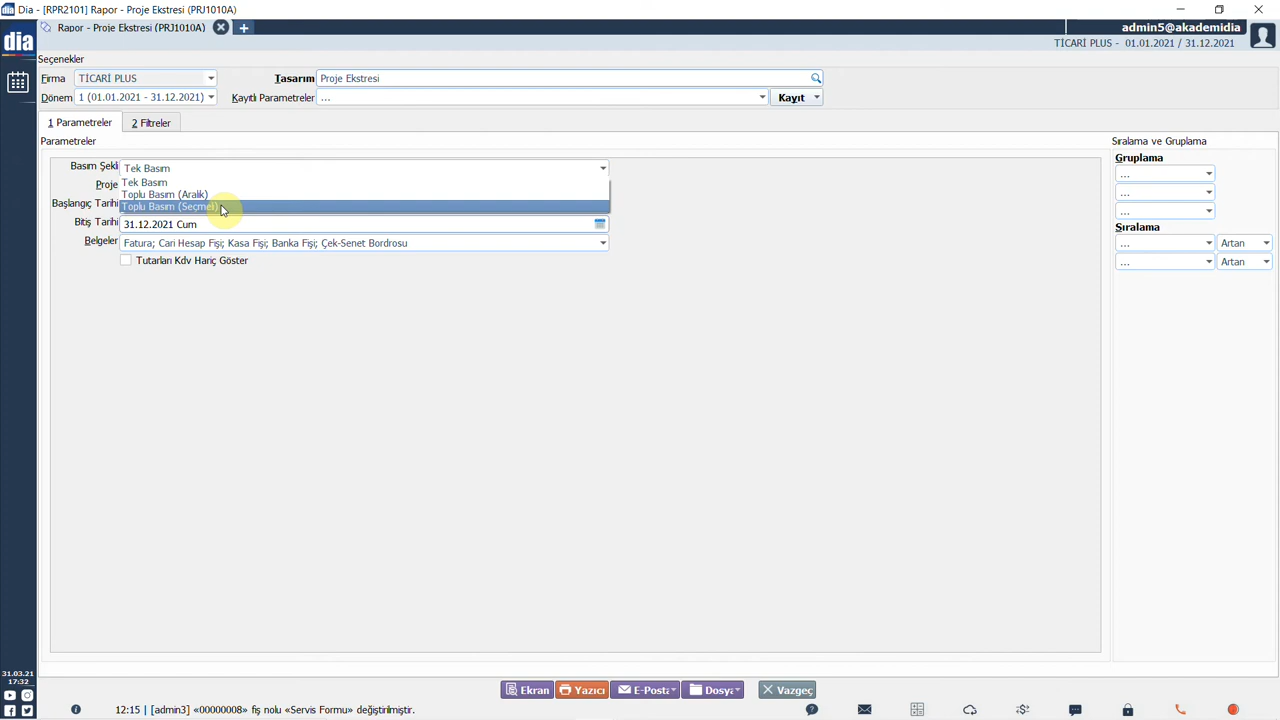 Dia - [RPR2101] Rapor - Proje Ekstresi (PRJ1010A)
dia
Rapor - Proje Ekstresi (PRJ1010A)
admin5@akademidia
TİCARİ PLUS - 01.01.2021 / 31.12.2021
Seçenekler
Firma TİCARİ PLUS Tasarım Proje Ekstresi
Dönem 1 (01.01.2021 - 31.12.2021) Kayıtlı Parametreler ... Kayıt
1 Parametreler 2 Filtreler
Parametreler
Basım Şekli Tek Basım
Tek Basım
Proje
Toplu Basım (Aralık)
Başlangıç Tarihi
Toplu Basım (Seçmeli)
Bitiş Tarihi 31.12.2021 Cum
Belgeler Fatura; Cari Hesap Fişi; Kasa Fişi; Banka Fişi; Çek-Senet Bordrosu
Tutarları Kdv Hariç Göster
Sıralama ve Gruplama
Gruplama
...
...
...
Sıralama
... Artan
... Artan
Ekran Yazıcı E-Posta Dosya Vazgeç
31.03.21
17:32
12:15 | [admin3] «00000008» fiş nolu «Servis Formu» değiştirilmiştir.